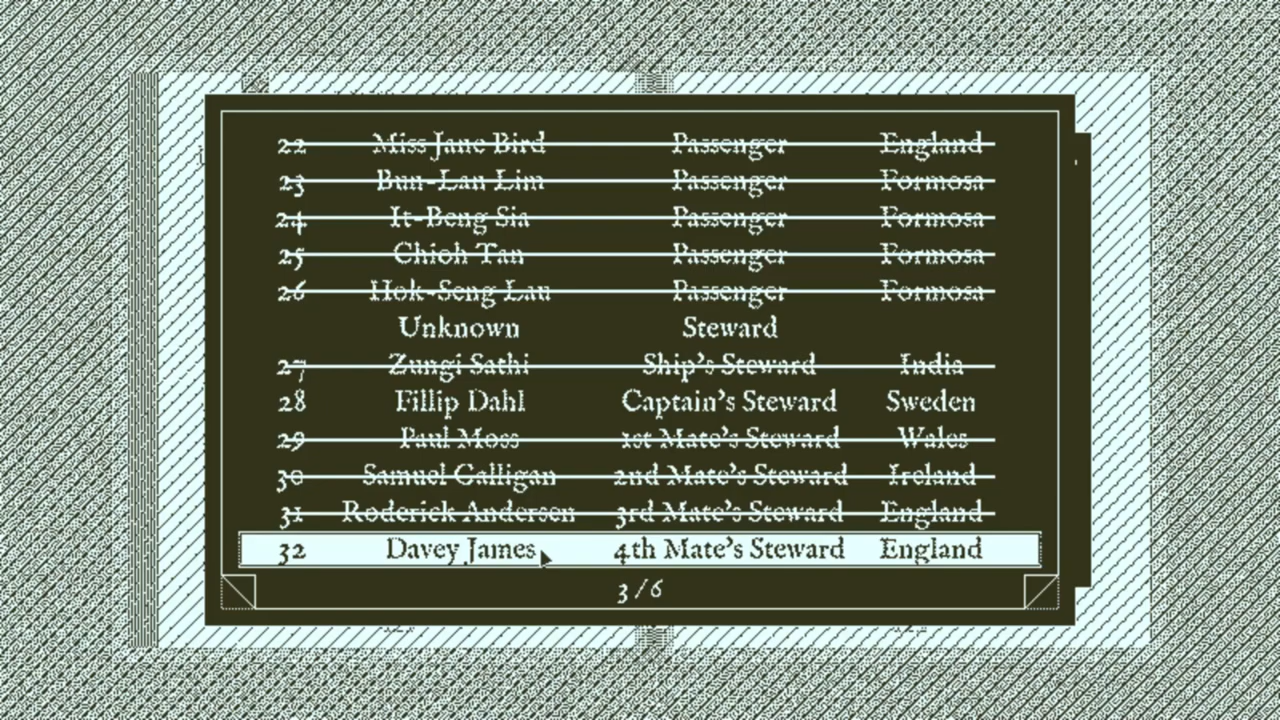 22 Miss Jane Bird Passenger England
23 Bun-Lan Lim Passenger Formosa
24 It-Beng Sia Passenger Formosa
25 Chioh Tan Passenger Formosa
26 Hok-Seng Lau Passenger Formosa
Unknown Steward
27 Zungi Sathi Ship's Steward India
28 Fillip Dahl Captain's Steward Sweden
29 Paul Moss 1st Mate's Steward Wales
30 Samuel Galligan 2nd Mate's Steward Ireland
31 Roderick Andersen 3rd Mate's Steward England
32 Davey James 4th Mate's Steward England
3/6